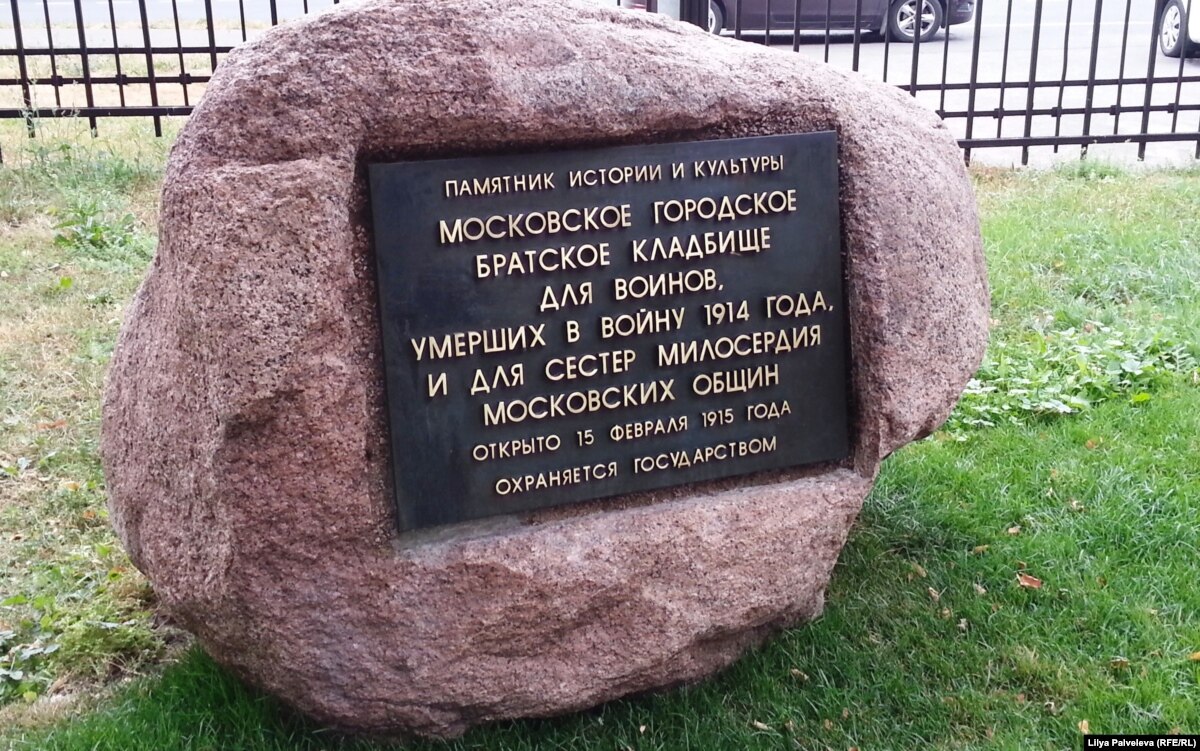 ПАМЯТНИК ИСТОРИИ И КУЛЬТУРЫ
МОСКОВСКОЕ ГОРОДСКОЕ
БРАТСКОЕ КЛАДБИЩЕ
ДЛЯ ВОИНОВ,
УМЕРШИХ В ВОЙНУ 1914 ГОДА,
И ДЛЯ СЕСТЕР МИЛОСЕРДИЯ
МОСКОВСКИХ ОБЩИН
ОТКРЫТО 15 ФЕВРАЛЯ 1915 ГОДА
ОХРАНЯЕТСЯ ГОСУДАРСТВОМ
Lilya Palveleva (RFE/RL)